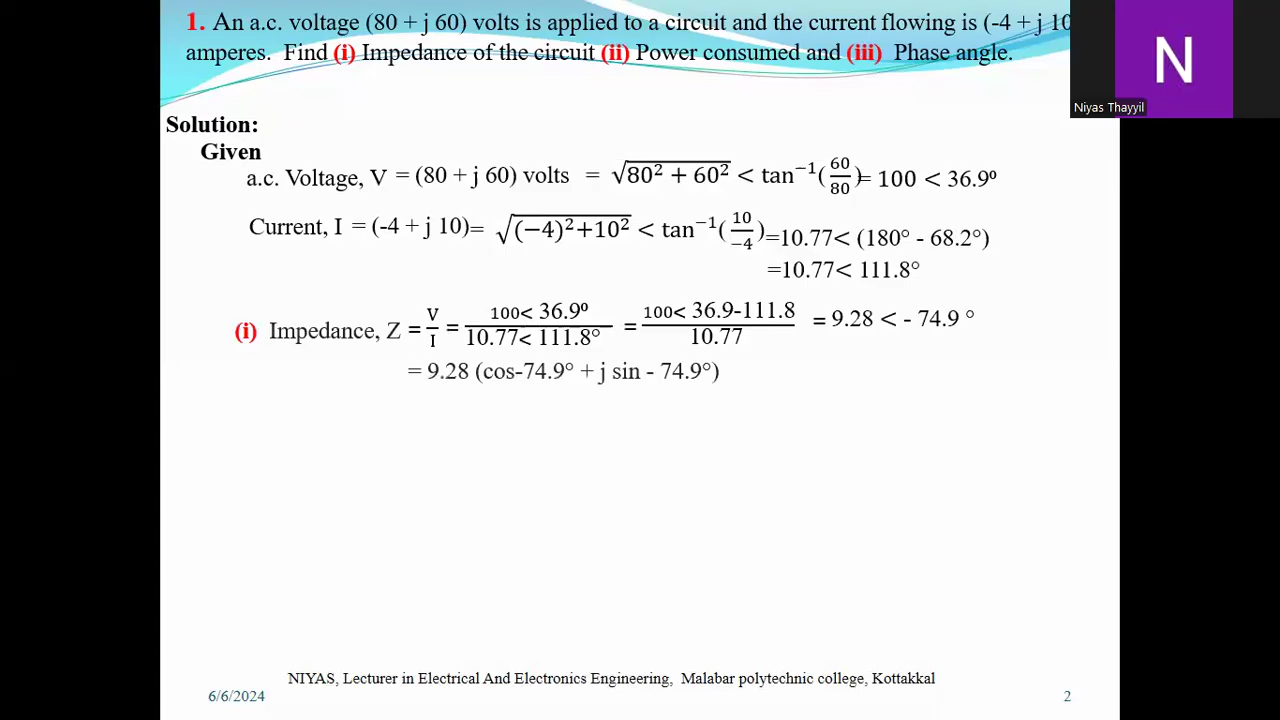 1. An a.c. voltage (80 + j 60) volts is applied to a circuit and the current flowing is (-4 + j 10
amperes. Find (i) Impedance of the circuit (ii) Power consumed and (iii) Phase angle.
N
Niyas Thayyil
Solution:
Given
a.c. Voltage, V = (80 + j 60) volts = √(80² + 60²) < tan⁻¹(60/80) = 100 < 36.9º
Current, I = (-4 + j 10)= √((−4)²+10²) < tan⁻¹(10/−4)=10.77< (180° - 68.2°)
=10.77< 111.8°
(i) Impedance, Z = V/I = 100< 36.9º/10.77< 111.8° = 100< 36.9-111.8/10.77 = 9.28 < - 74.9 °
= 9.28 (cos-74.9° + j sin - 74.9°)
NIYAS, Lecturer in Electrical And Electronics Engineering, Malabar polytechnic college, Kottakkal
6/6/2024
2